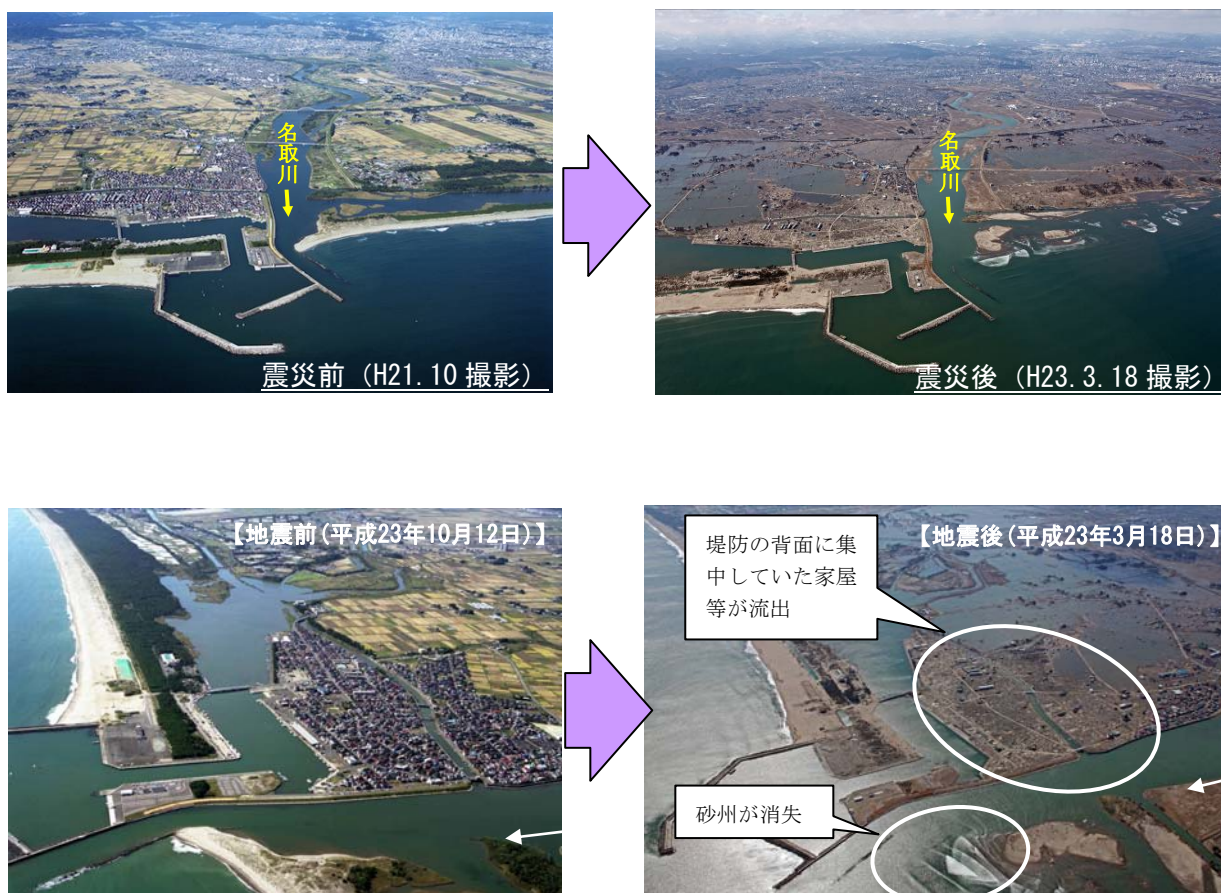 名取川
震災前（H21.10 撮影）
名取川
震災後（H23.3.18 撮影）
【地震前(平成23年10月12日)】
【地震後(平成23年3月18日)】
堤防の背面に集
中していた家屋
等が流出
砂州が消失